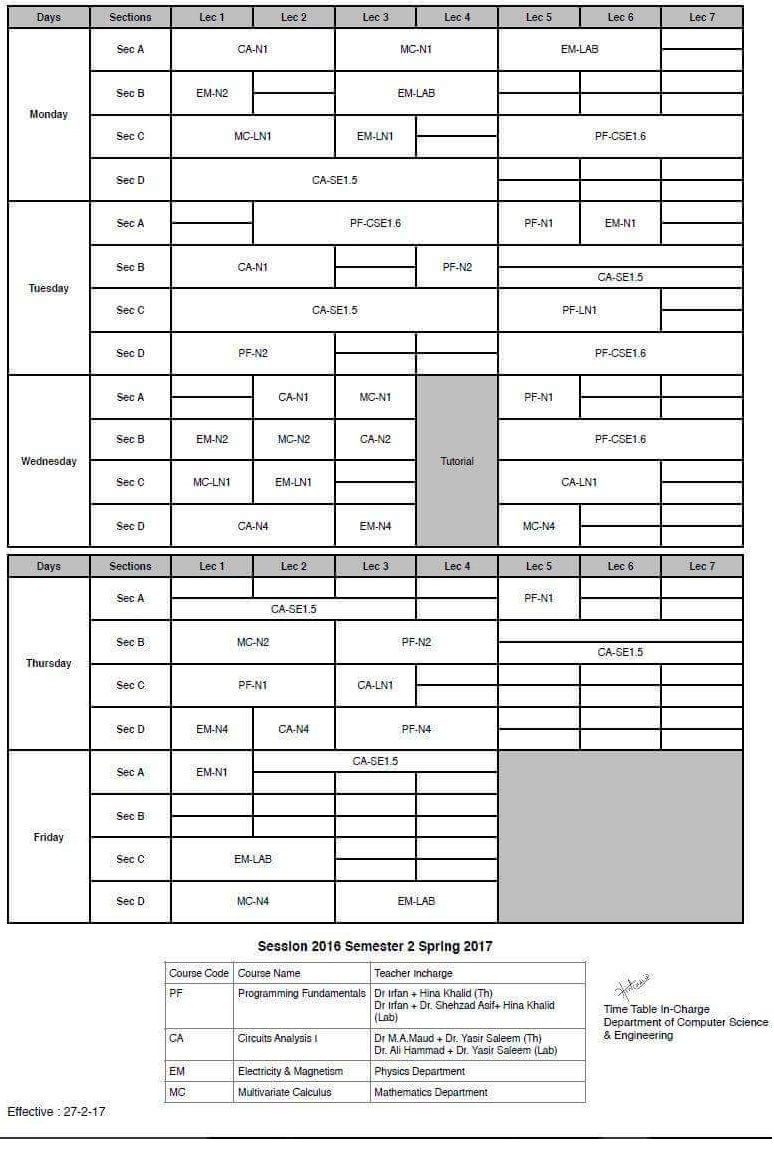 Days Sections Lec 1 Lec 2 Lec 3 Lec 4 Lec 5 Lec 6 Lec 7
Monday
Sec A CA-N1 MC-N1 EM-LAB
Sec B EM-N2 EM-LAB
Sec C MC-LN1 EM-LN1 PF-CSE1.6
Sec D CA-SE1.5
Tuesday
Sec A PF-CSE1.6 PF-N1 EM-N1
Sec B CA-N1 PF-N2 CA-SE1.5
Sec C CA-SE1.5 PF-LN1
Sec D PF-N2 PF-CSE1.6
Wednesday
Sec A CA-N1 MC-N1 Tutorial PF-N1
Sec B EM-N2 MC-N2 CA-N2 PF-CSE1.6
Sec C MC-LN1 EM-LN1 CA-LN1
Sec D CA-N4 EM-N4 MC-N4
Days Sections Lec 1 Lec 2 Lec 3 Lec 4 Lec 5 Lec 6 Lec 7
Thursday
Sec A CA-SE1.5 PF-N1
Sec B MC-N2 PF-N2 CA-SE1.5
Sec C PF-N1 CA-LN1
Sec D EM-N4 CA-N4 PF-N4
Friday
Sec A EM-N1 CA-SE1.5
Sec B
Sec C EM-LAB
Sec D MC-N4 EM-LAB
Session 2016 Semester 2 Spring 2017
Course Code Course Name Teacher Incharge
PF Programming Fundamentals Dr Irfan + Hina Khalid (Th)
Dr Irfan + Dr. Shehzad Asif+ Hina Khalid
(Lab)
CA Circuits Analysis I Dr M.A.Maud + Dr. Yasir Saleem (Th)
Dr. Ali Hammad + Dr. Yasir Saleem (Lab)
EM Electricity & Magnetism Physics Department
MC Multivariate Calculus Mathematics Department
Time Table In-Charge
Department of Computer Science
& Engineering
Effective : 27-2-17